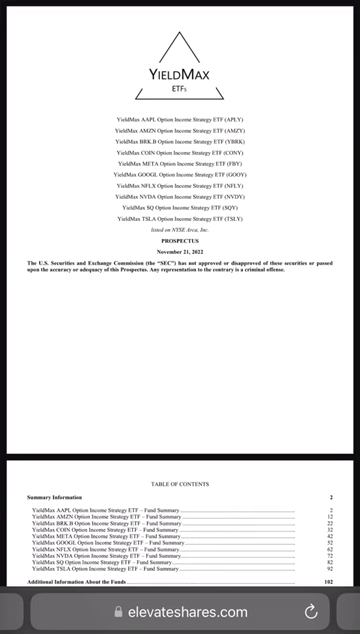 YIELDMAX
ETFs
YieldMax AAPL Option Income Strategy ETF (APLY)
YieldMax AMZN Option Income Strategy ETF (AMZY)
YieldMax BRK.B Option Income Strategy ETF (YBRK)
YieldMax COIN Option Income Strategy ETF (CONY)
YieldMax META Option Income Strategy ETF (FBY)
YieldMax GOOGL Option Income Strategy ETF (GOOY)
YieldMax NFLX Option Income Strategy ETF (NFLY)
YieldMax NVDA Option Income Strategy ETF (NVDY)
YieldMax SQ Option Income Strategy ETF (SQY)
YieldMax TSLA Option Income Strategy ETF (TSLY)
listed on NYSE Arca, Inc.
PROSPECTUS
November 21, 2022
The U.S. Securities and Exchange Commission (the “SEC”) has not approved or disapproved of these securities or passed
upon the accuracy or adequacy of this Prospectus. Any representation to the contrary is a criminal offense.
TABLE OF CONTENTS
Summary Information 2
YieldMax AAPL Option Income Strategy ETF – Fund Summary 2
YieldMax AMZN Option Income Strategy ETF – Fund Summary 12
YieldMax BRK.B Option Income Strategy ETF – Fund Summary 22
YieldMax COIN Option Income Strategy ETF – Fund Summary 32
YieldMax META Option Income Strategy ETF – Fund Summary 42
YieldMax GOOGL Option Income Strategy ETF – Fund Summary 52
YieldMax NFLX Option Income Strategy ETF – Fund Summary 62
YieldMax NVDA Option Income Strategy ETF – Fund Summary 72
YieldMax SQ Option Income Strategy ETF – Fund Summary 82
YieldMax TSLA Option Income Strategy ETF – Fund Summary 92
Additional Information About the Funds 102
elevateshares.com